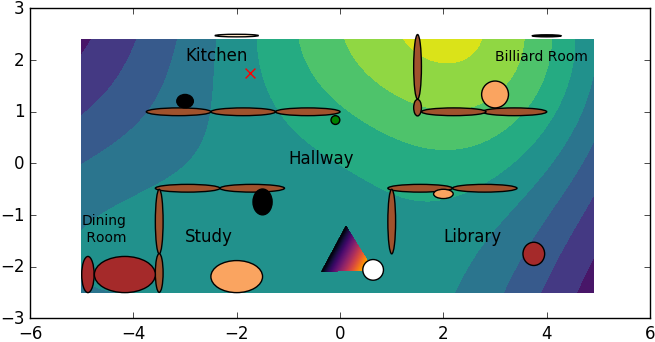 3
2
1
0
−1
−2
−3
Kitchen
Billiard Room
Hallway
Dining
Room
Study
Library
−6
−4
−2
0
2
4
6